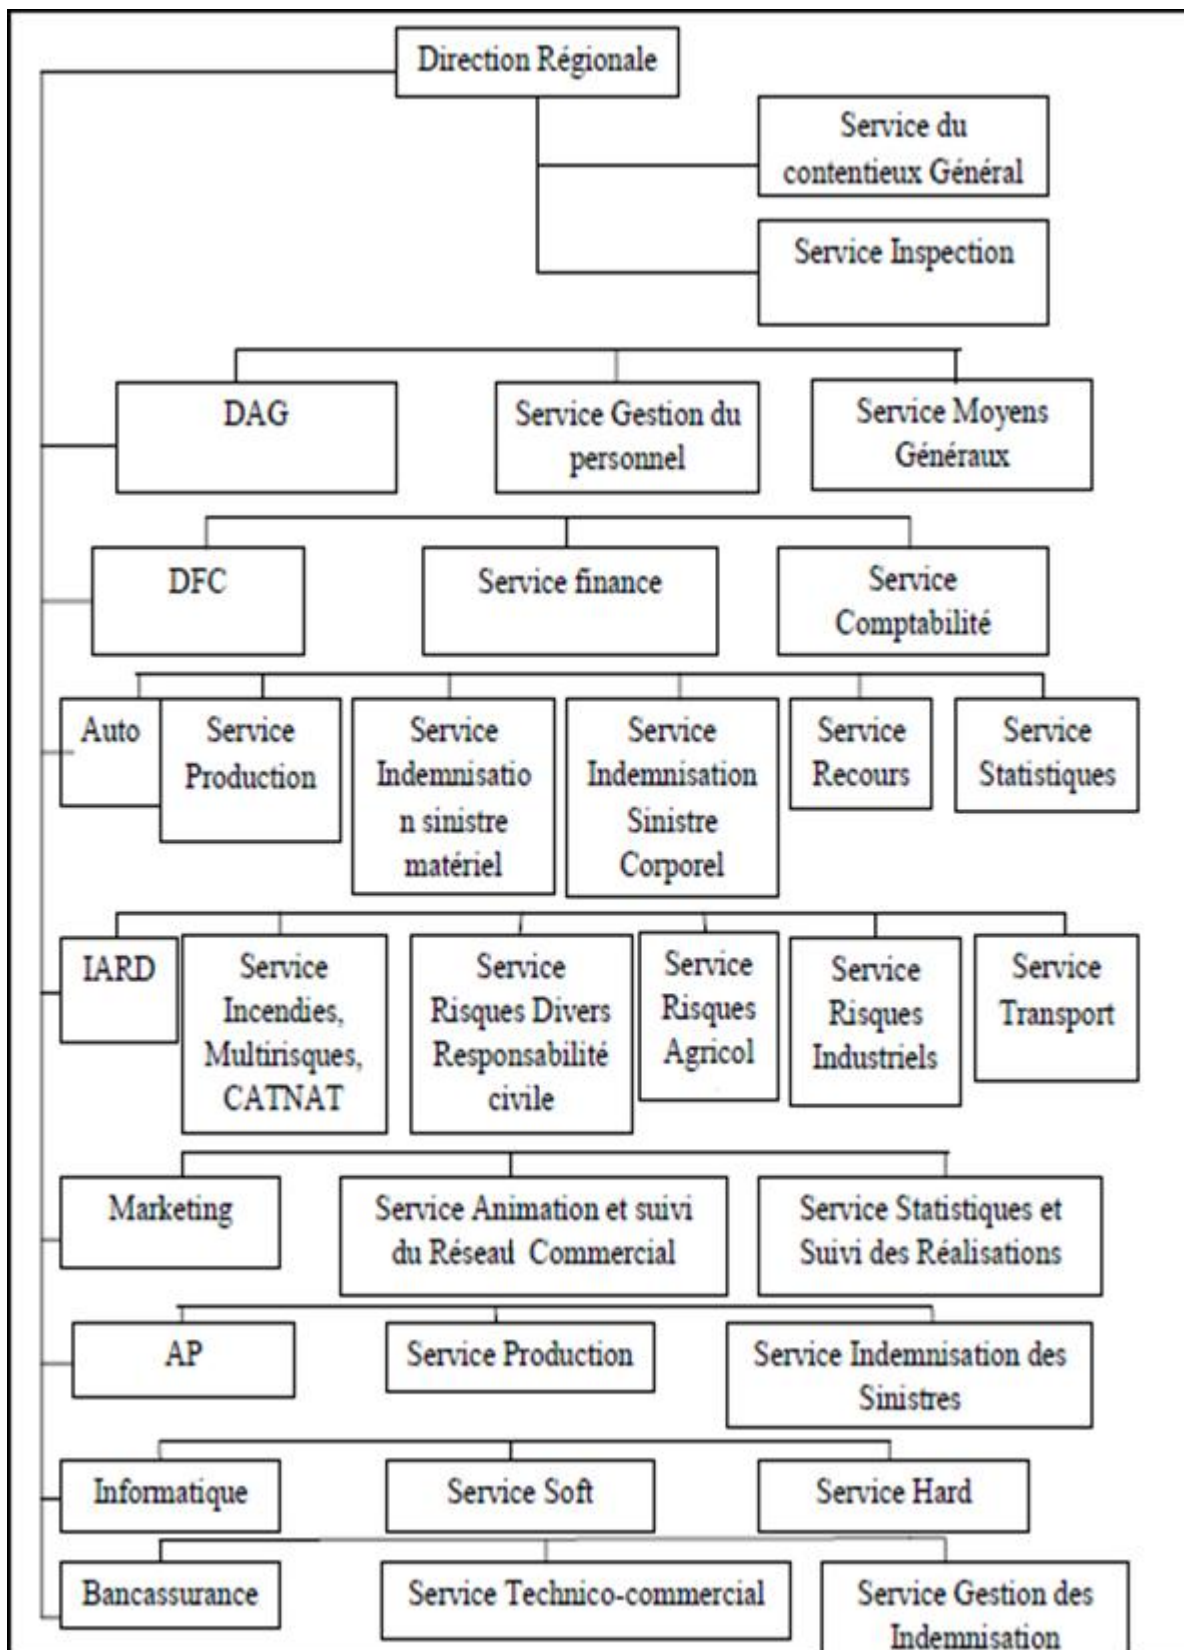 Direction Régionale
Service du
contentieux Général
Service Inspection
DAG
Service Gestion du
personnel
Service Moyens
Généraux
DFC
Service finance
Service
Comptabilité
Auto
Service
Production
Service
Indemnisatio
n sinistre
matériel
Service
Indemnisation
Sinistre
Corporel
Service
Recours
Service
Statistiques
IARD
Service
Incendies,
Multirisques,
CATNAT
Service
Risques Divers
Responsabilité
civile
Service
Risques
Agricol
Service
Risques
Industriels
Service
Transport
Marketing
Service Animation et suivi
du Réseau Commercial
Service Statistiques et
Suivi des Réalisations
AP
Service Production
Service Indemnisation des
Sinistres
Informatique
Service Soft
Service Hard
Bancassurance
Service Technico-commercial
Service Gestion des
Indemnisation